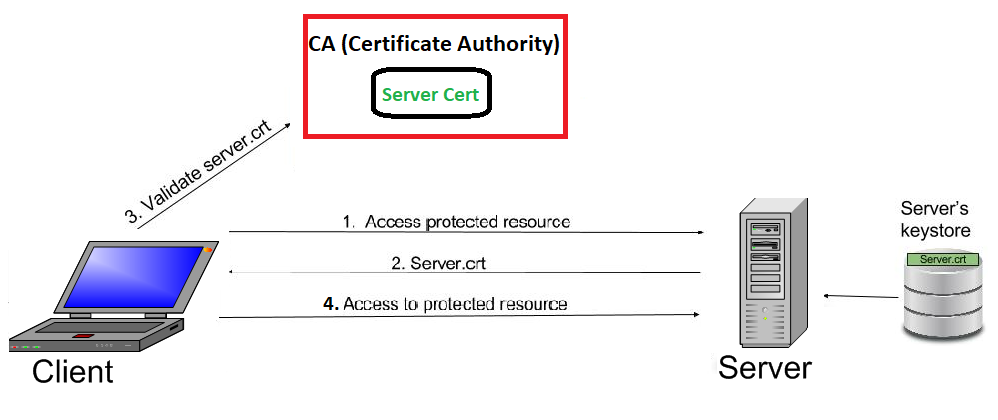 CA (Certificate Authority)
Server Cert
3. Validate server.crt
1. Access protected resource
2. Server.crt
4. Access to protected resource
Server's
keystore
Server.crt
Client
Server